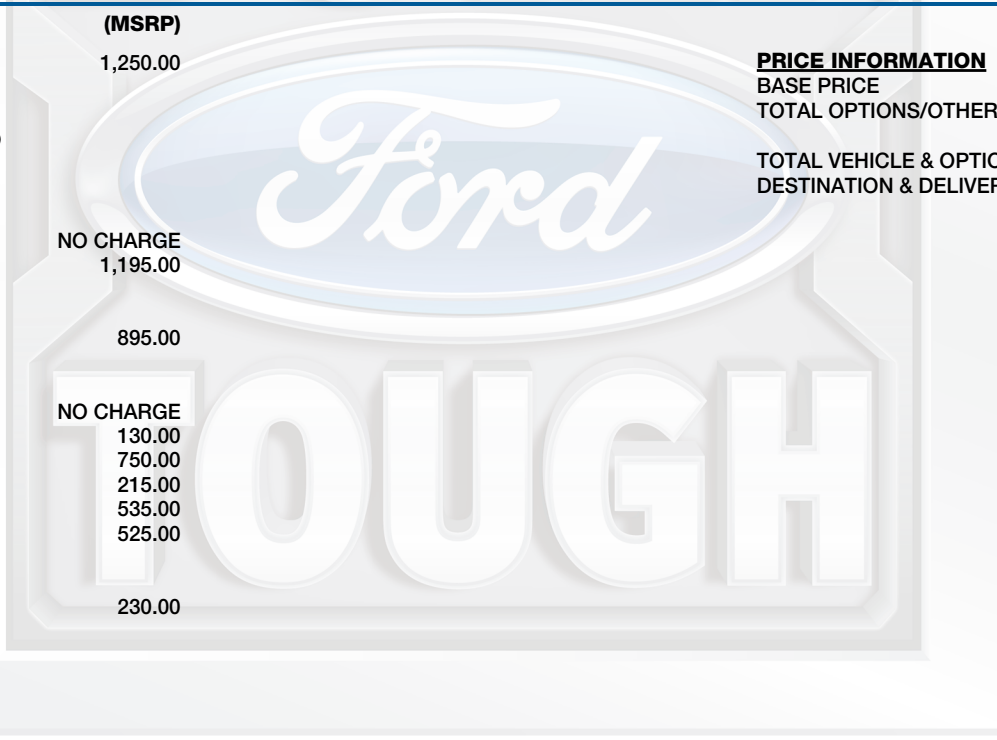 (MSRP)
1,250.00
NO CHARGE
1,195.00
895.00
NO CHARGE
130.00
750.00
215.00
535.00
525.00
230.00
PRICE INFORMATION
BASE PRICE
TOTAL OPTIONS/OTHER
TOTAL VEHICLE & OPTIO
DESTINATION & DELIVER
Ford
TOUGH